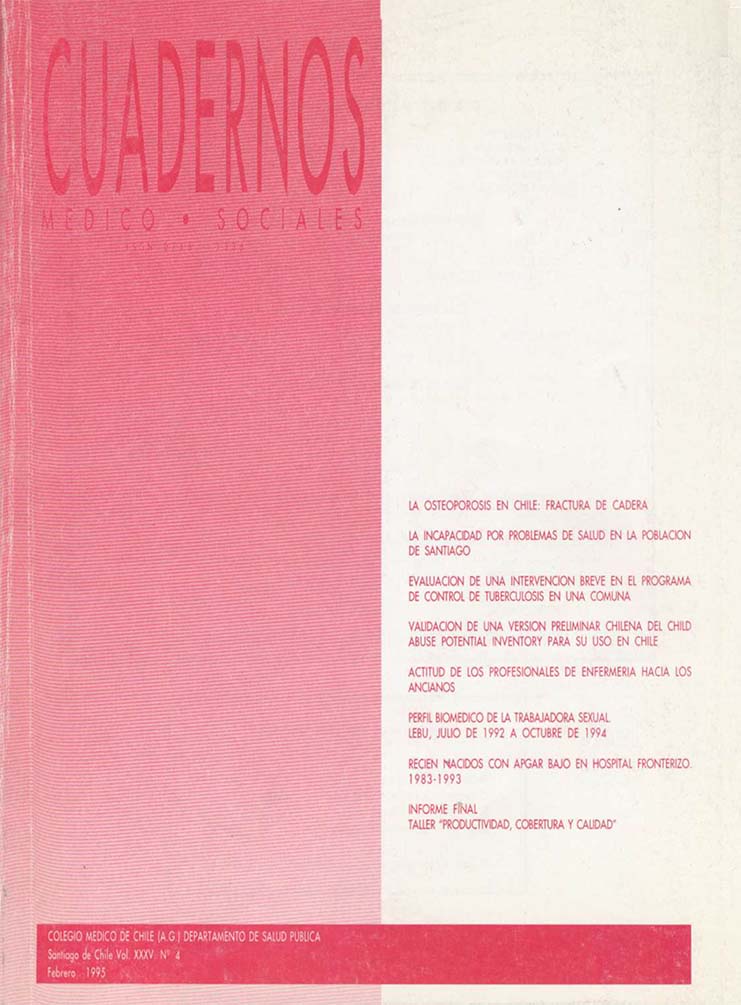 CUADERNOS
MEDICO • SOCIALES
LA OSTEOPOROSIS EN CHILE: FRACTURA DE CADERA
LA INCAPACIDAD POR PROBLEMAS DE SALUD EN LA POBLACION
DE SANTIAGO
EVALUACION DE UNA INTERVENCION BREVE EN EL PROGRAMA
DE CONTROL DE TUBERCULOSIS EN UNA COMUNA
VALIDACION DE UNA VERSION PRELIMINAR CHILENA DEL CHILD
ABUSE POTENTIAL INVENTORY PARA SU USO EN CHILE
ACTITUD DE LOS PROFESIONALES DE ENFERMERIA HACIA LOS
ANCIANOS
PERFIL BIOMEDICO DE LA TRABAJADORA SEXUAL.
LEBU, JULIO DE 1992 A OCTUBRE DE 1994
RECIEN NACIDOS CON APGAR BAJO EN HOSPITAL FRONTERIZO.
1983-1993
INFORME FINAL
TALLER "PRODUCTIVIDAD, COBERTURA Y CALIDAD"
COLEGIO MEDICO DE CHILE (A.G.) DEPARTAMENTO DE SALUD PUBLICA
Santiago de Chile Vol. XXXV Nº 4
Febrero 1995